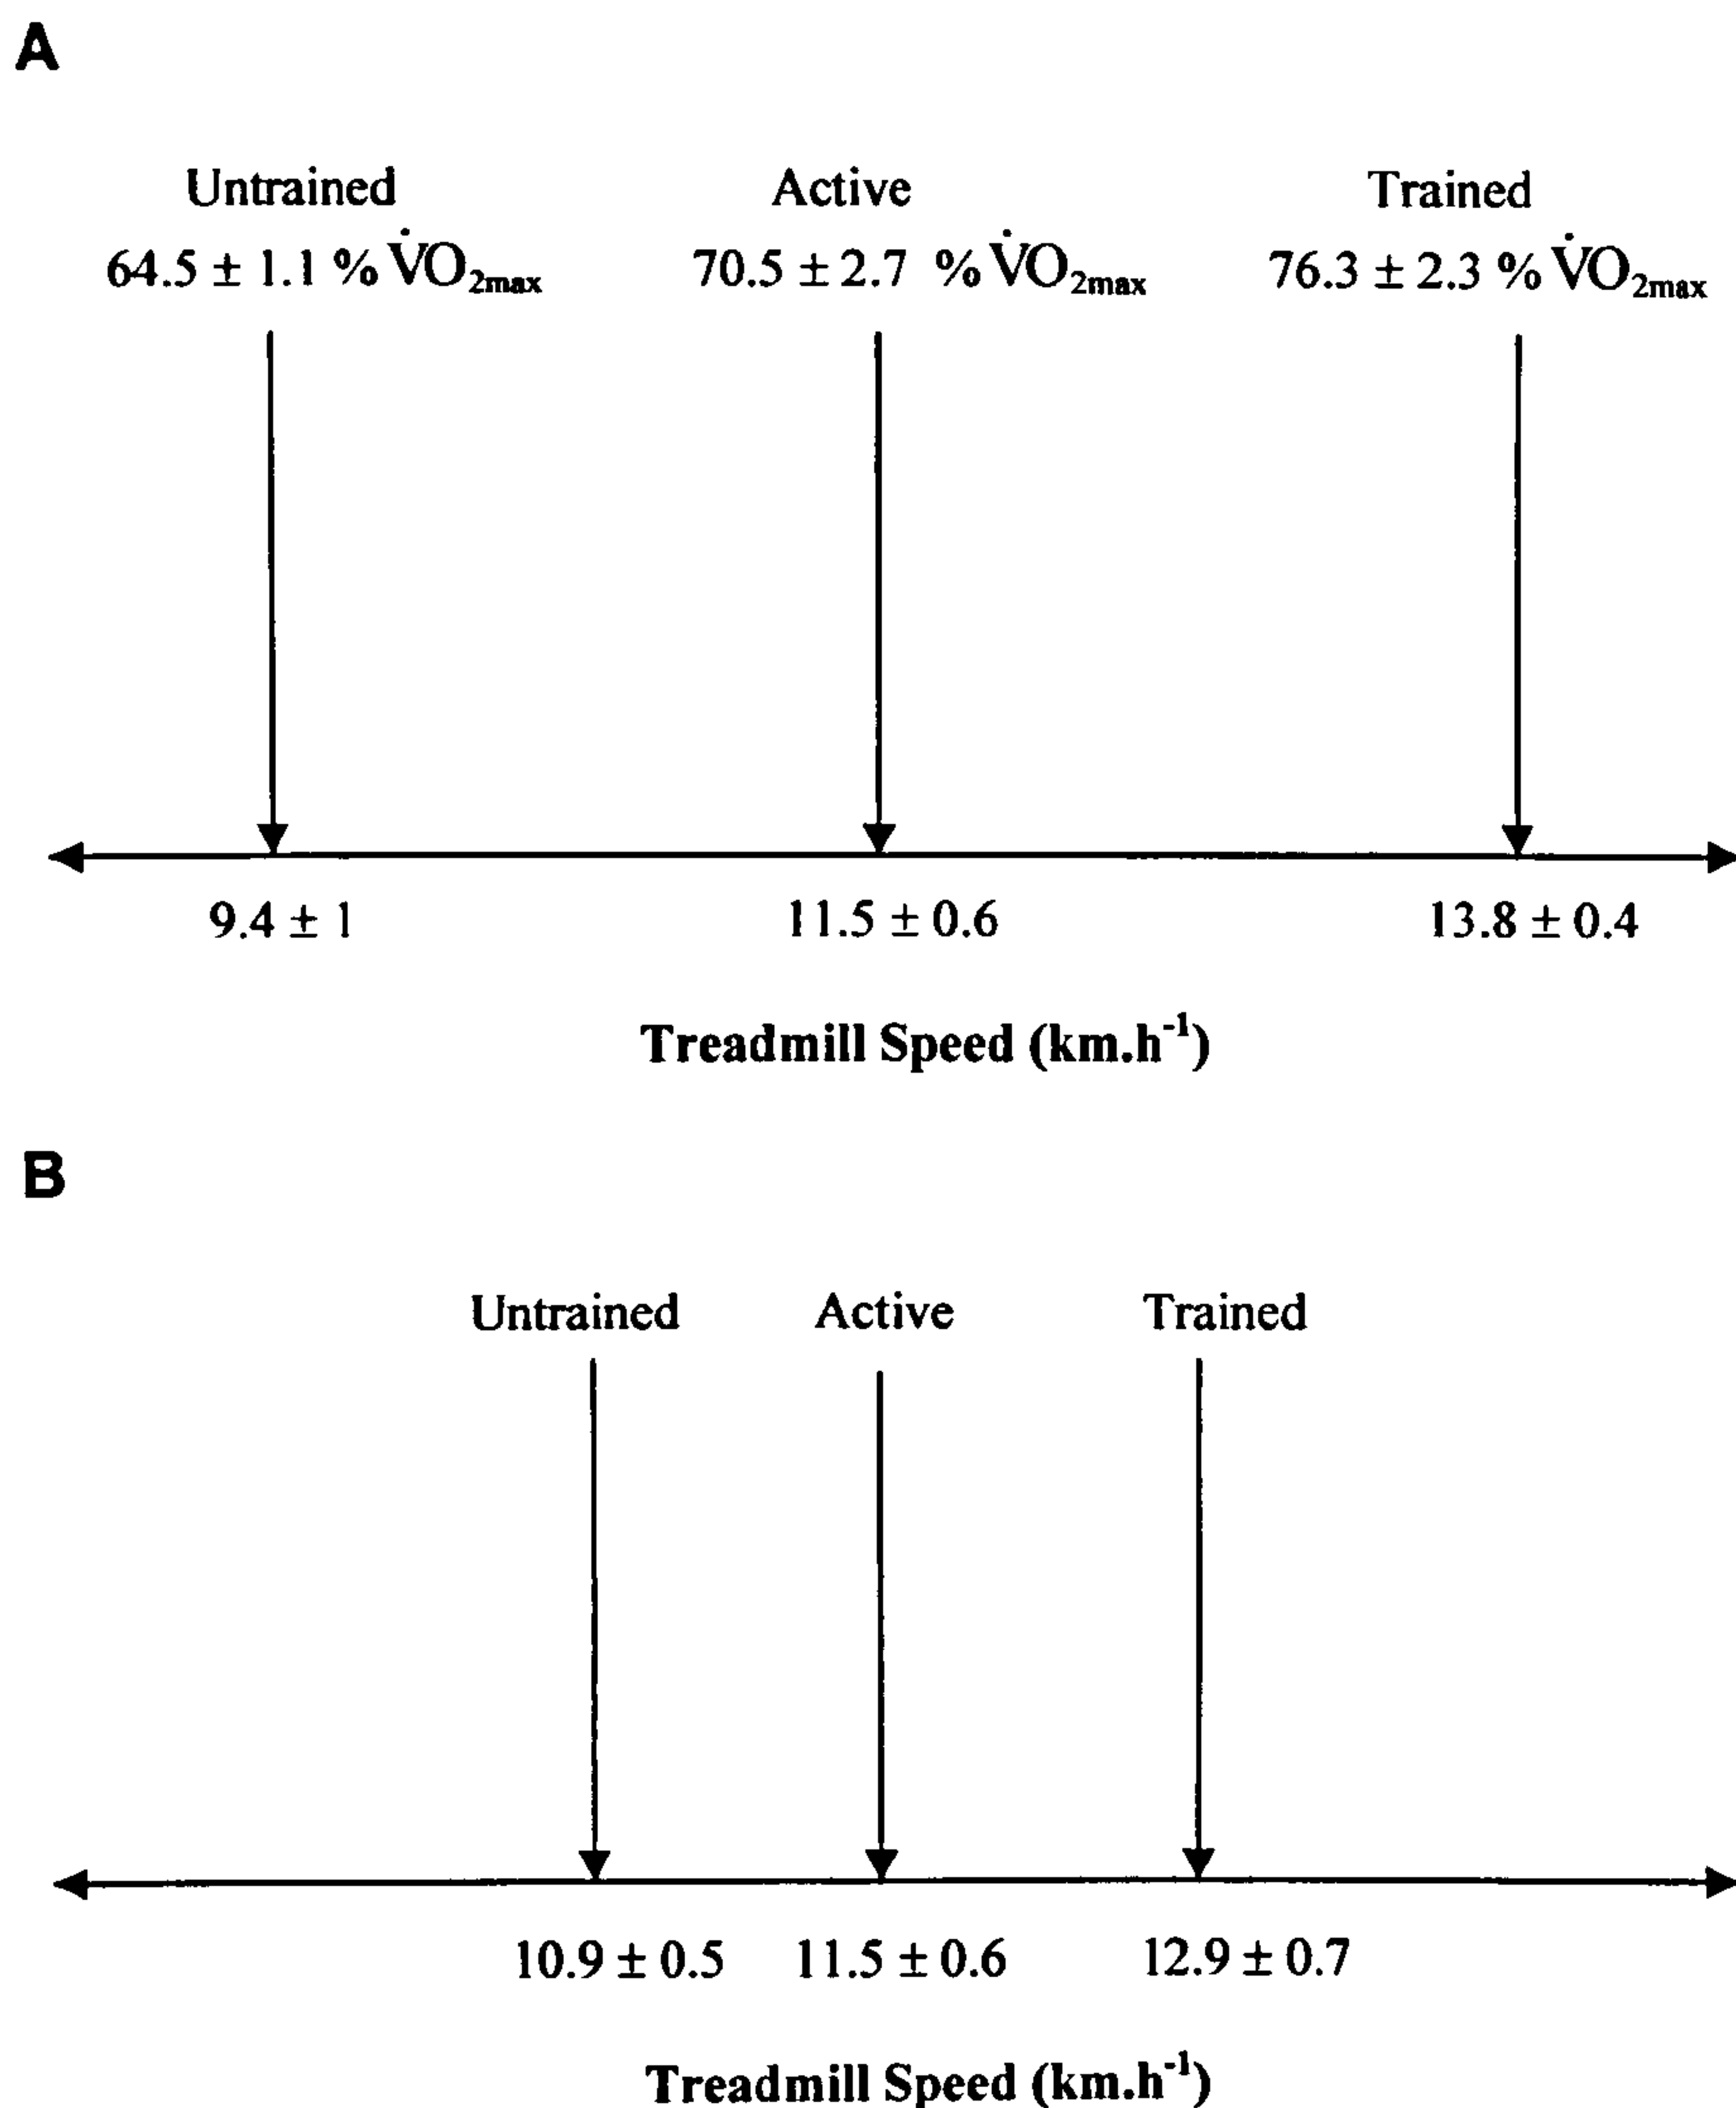 A
Untrained Active Trained
64.5 ± 1.1 % V̇O2max 70.5 ± 2.7 % V̇O2max 76.3 ± 2.3 % V̇O2max
9.4 ± 1 11.5 ± 0.6 13.8 ± 0.4
Treadmill Speed (km.h-1)
B
Untrained Active Trained
10.9 ± 0.5 11.5 ± 0.6 12.9 ± 0.7
Treadmill Speed (km.h-1)